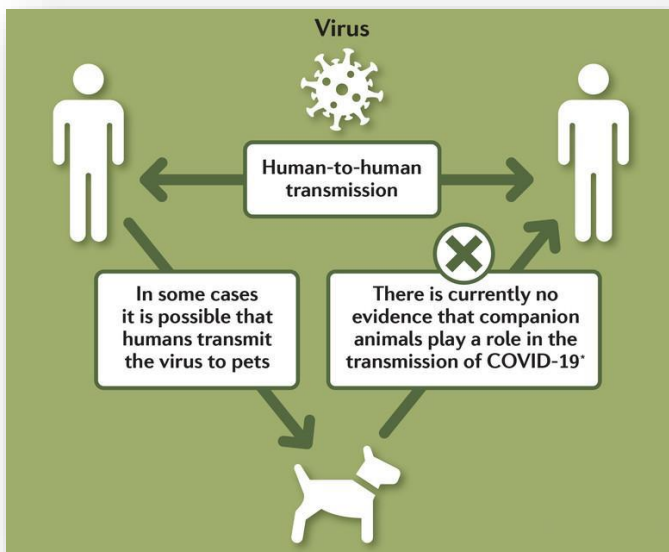 Virus
Human-to-human
transmission
In some cases
it is possible that
humans transmit
the virus to pets
There is currently no
evidence that companion
animals play a role in the
transmission of COVID-19*